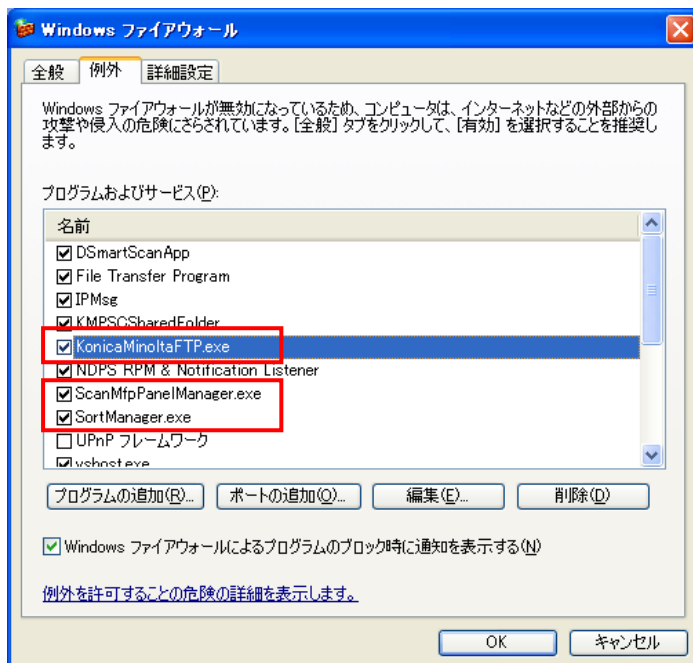 Windows ファイアウォール
全般 例外 詳細設定
Windows ファイアウォールが無効になっているため、コンピュータは、インターネットなどの外部からの
攻撃や侵入の危険にさらされています。[全般] タブをクリックして、[有効] を選択することを推奨し
ます。
プログラムおよびサービス(P):
名前
DSmartScanApp
File Transfer Program
IPMsg
KMPSCSharedFolder
KonicaMinoltaFTP.exe
NDPS RPM & Notification Listener
ScanMfpPanelManager.exe
SortManager.exe
UPnP フレームワーク
vshost.exe
プログラムの追加(R)... ポートの追加(O)... 編集(E)... 削除(D)
Windows ファイアウォールによるプログラムのブロック時に通知を表示する(N)
例外を許可することの危険の詳細を表示します。
OK キャンセル